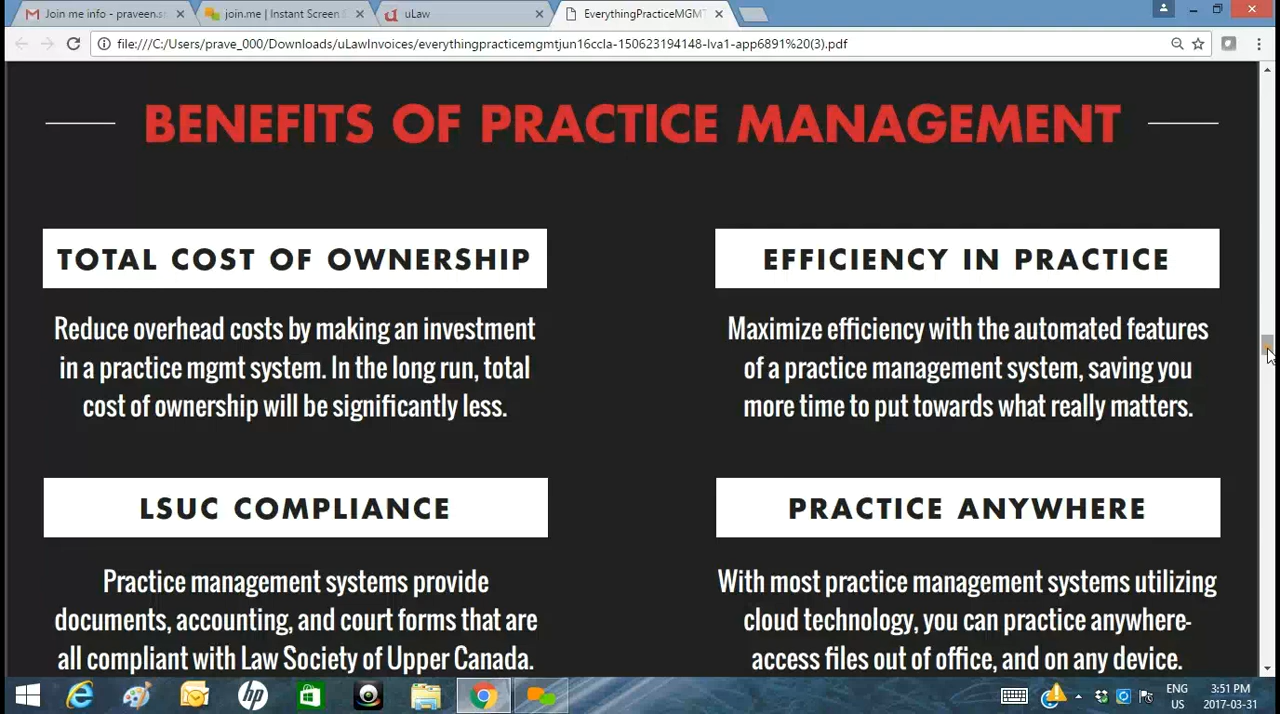 Join me info - praveen.s
join.me | Instant Screen
uLaw
EverythingPracticeMGMT
file:///C:/Users/prave_000/Downloads/uLawInvoices/everythingpracticemgmtjun16ccla-150623194148-lva1-app6891%20(3).pdf
BENEFITS OF PRACTICE MANAGEMENT
TOTAL COST OF OWNERSHIP
Reduce overhead costs by making an investment
in a practice mgmt system. In the long run, total
cost of ownership will be significantly less.
EFFICIENCY IN PRACTICE
Maximize efficiency with the automated features
of a practice management system, saving you
more time to put towards what really matters.
LSUC COMPLIANCE
Practice management systems provide
documents, accounting, and court forms that are
all compliant with Law Society of Upper Canada.
PRACTICE ANYWHERE
With most practice management systems utilizing
cloud technology, you can practice anywhere-
access files out of office, and on any device.
hp
ENG
US
3:51 PM
2017-03-31